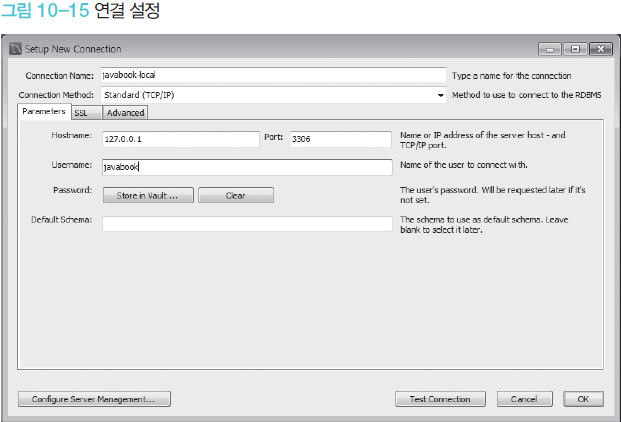 그림 10-15 연결 설정
Setup New Connection
Connection Name: javabook-local Type a name for the connection
Connection Method: Standard (TCP/IP) Method to use to connect to the RDBMS
Parameters SSL Advanced
Hostname: 127.0.0.1 Port: 3306 Name or IP address of the server host - and
TCP/IP port.
Username: javabook Name of the user to connect with.
Password: Store in Vault ... Clear The user's password. Will be requested later if it's
not set.
Default Schema: The schema to use as default schema. Leave
blank to select it later.
Configure Server Management... Test Connection Cancel OK